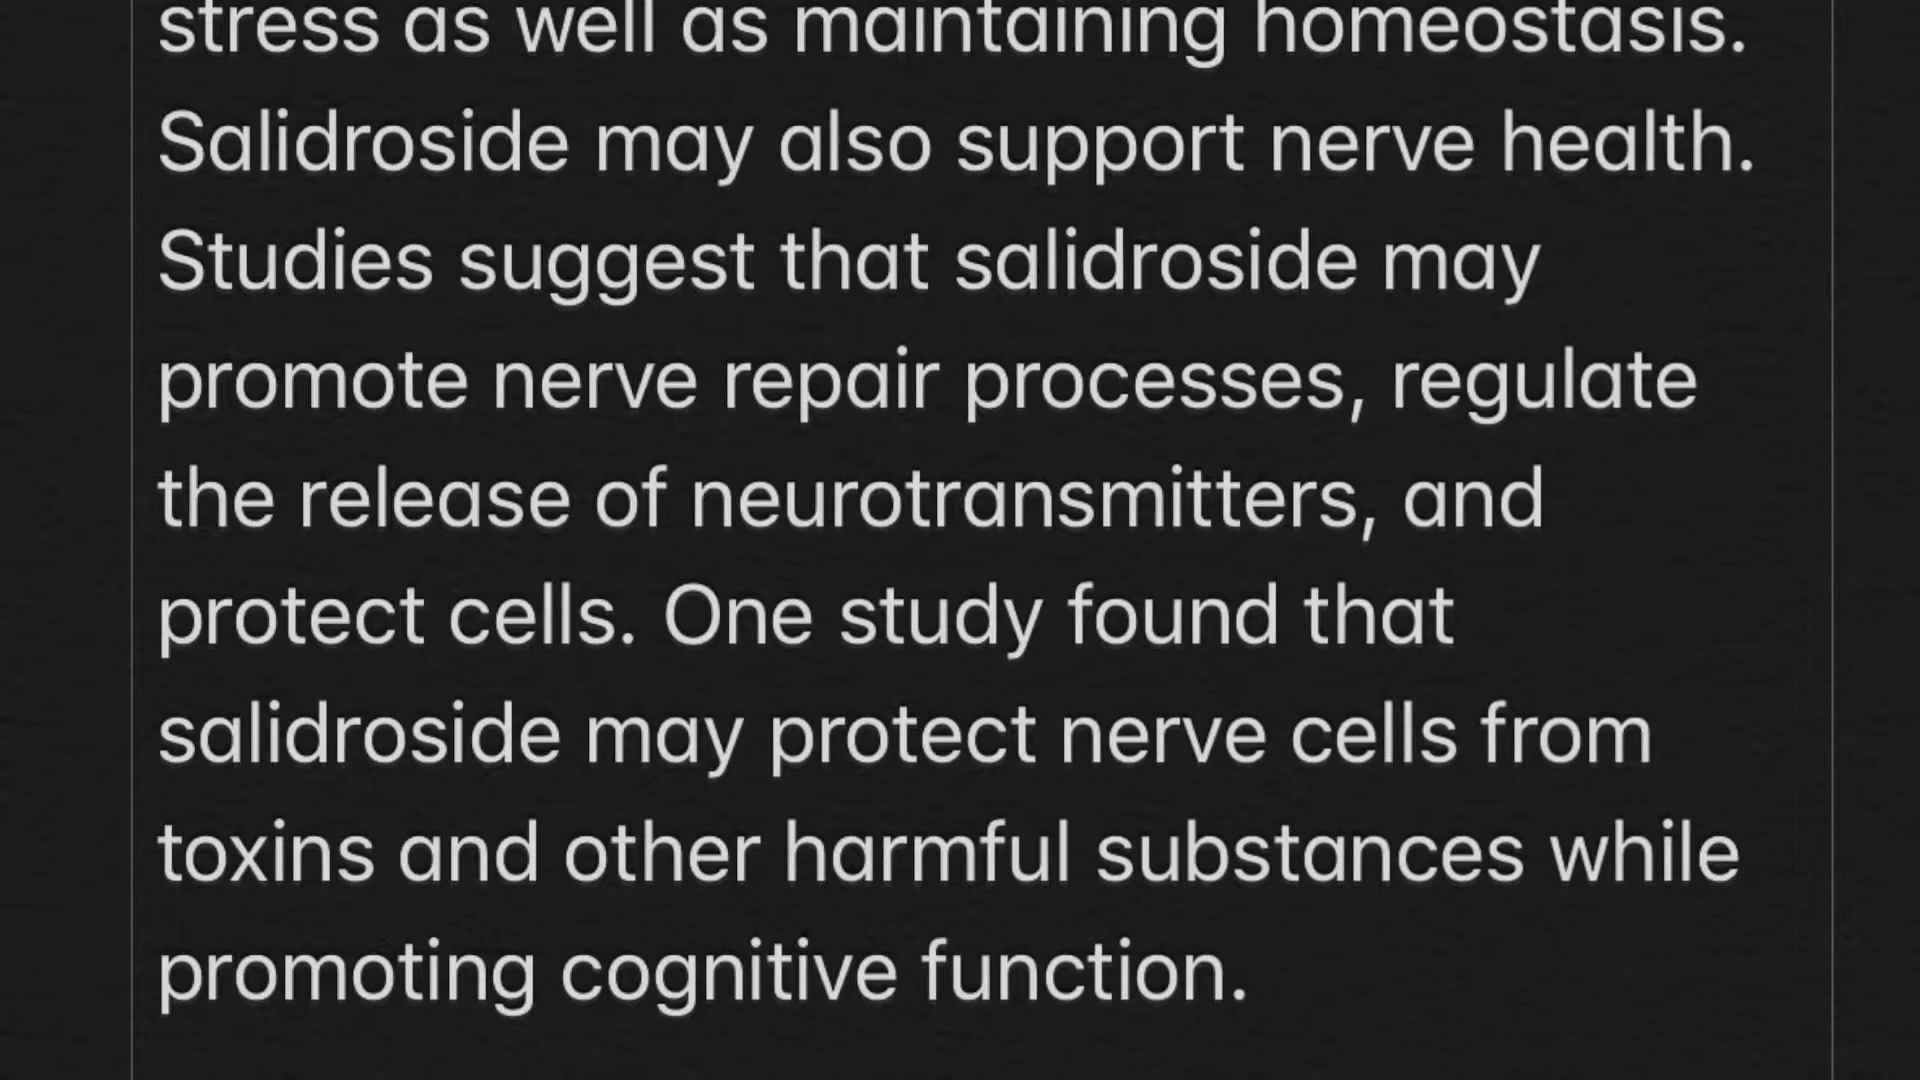 stress as well as maintaining homeostasis.
Salidroside may also support nerve health.
Studies suggest that salidroside may
promote nerve repair processes, regulate
the release of neurotransmitters, and
protect cells. One study found that
salidroside may protect nerve cells from
toxins and other harmful substances while
promoting cognitive function.